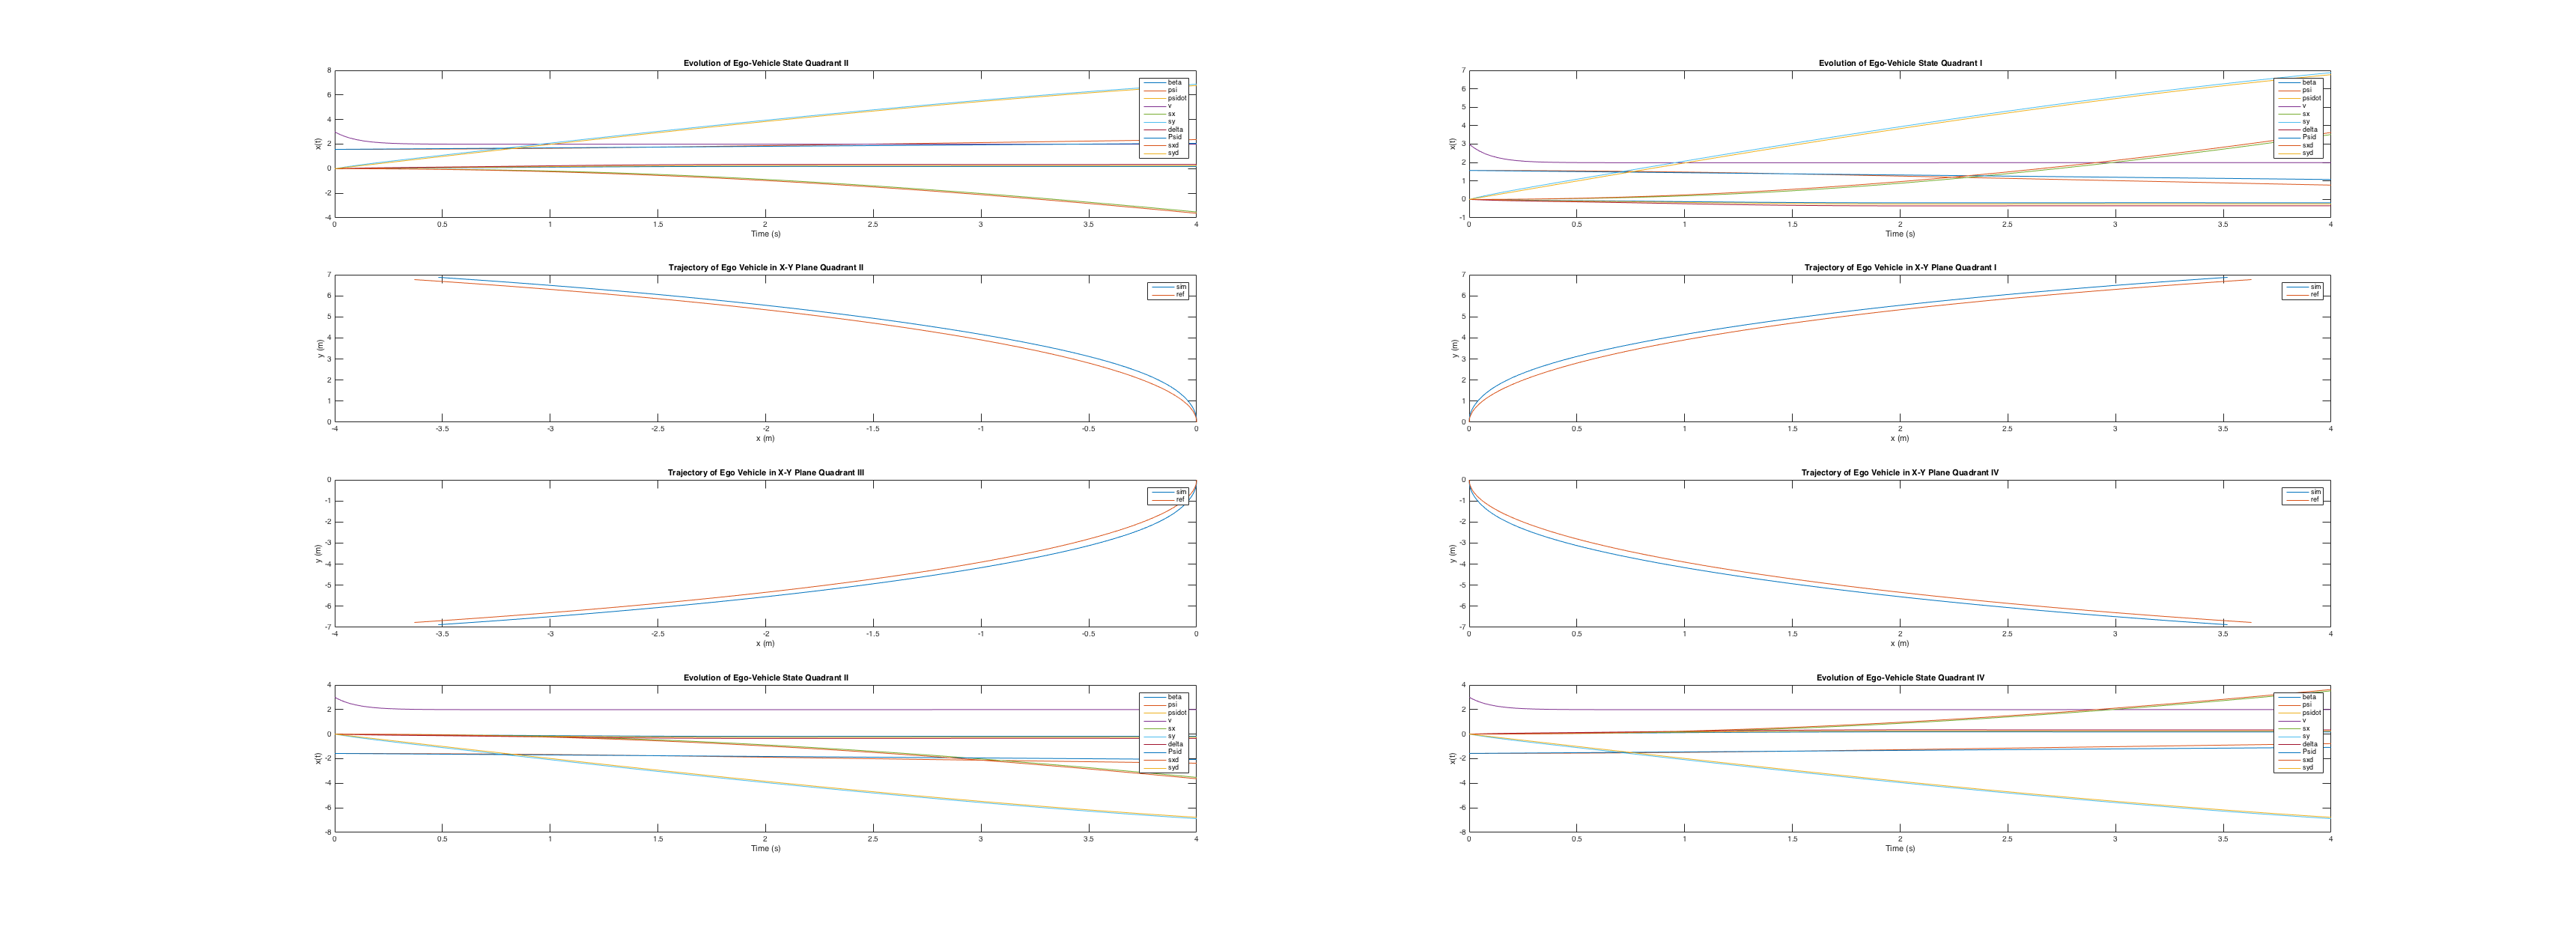 Evolution of Ego-Vehicle State Quadrant II
x(t)
8
6
4
2
0
-2
-4
0 0.5 1 1.5 2 2.5 3 3.5 4
Time (s)
beta
psi
psidot
v
sx
sy
delta
Psid
sxd
syd
Evolution of Ego-Vehicle State Quadrant I
x(t)
7
6
5
4
3
2
1
0
-1
0 0.5 1 1.5 2 2.5 3 3.5 4
Time (s)
beta
psi
psidot
v
sx
sy
delta
Psid
sxd
syd
Trajectory of Ego Vehicle in X-Y Plane Quadrant II
y (m)
7
6
5
4
3
2
1
0
-4 -3.5 -3 -2.5 -2 -1.5 -1 -0.5 0
x (m)
sim
ref
Trajectory of Ego Vehicle in X-Y Plane Quadrant I
y (m)
7
6
5
4
3
2
1
0
0 0.5 1 1.5 2 2.5 3 3.5 4
x (m)
sim
ref
Trajectory of Ego Vehicle in X-Y Plane Quadrant III
y (m)
0
-1
-2
-3
-4
-5
-6
-7
-4 -3.5 -3 -2.5 -2 -1.5 -1 -0.5 0
x (m)
sim
ref
Trajectory of Ego Vehicle in X-Y Plane Quadrant IV
y (m)
0
-1
-2
-3
-4
-5
-6
-7
0 0.5 1 1.5 2 2.5 3 3.5 4
x (m)
sim
ref
Evolution of Ego-Vehicle State Quadrant II
x(t)
4
2
0
-2
-4
-6
-8
0 0.5 1 1.5 2 2.5 3 3.5 4
Time (s)
beta
psi
psidot
v
sx
sy
delta
Psid
sxd
syd
Evolution of Ego-Vehicle State Quadrant IV
x(t)
4
2
0
-2
-4
-6
-8
0 0.5 1 1.5 2 2.5 3 3.5 4
Time (s)
beta
psi
psidot
v
sx
sy
delta
Psid
sxd
syd